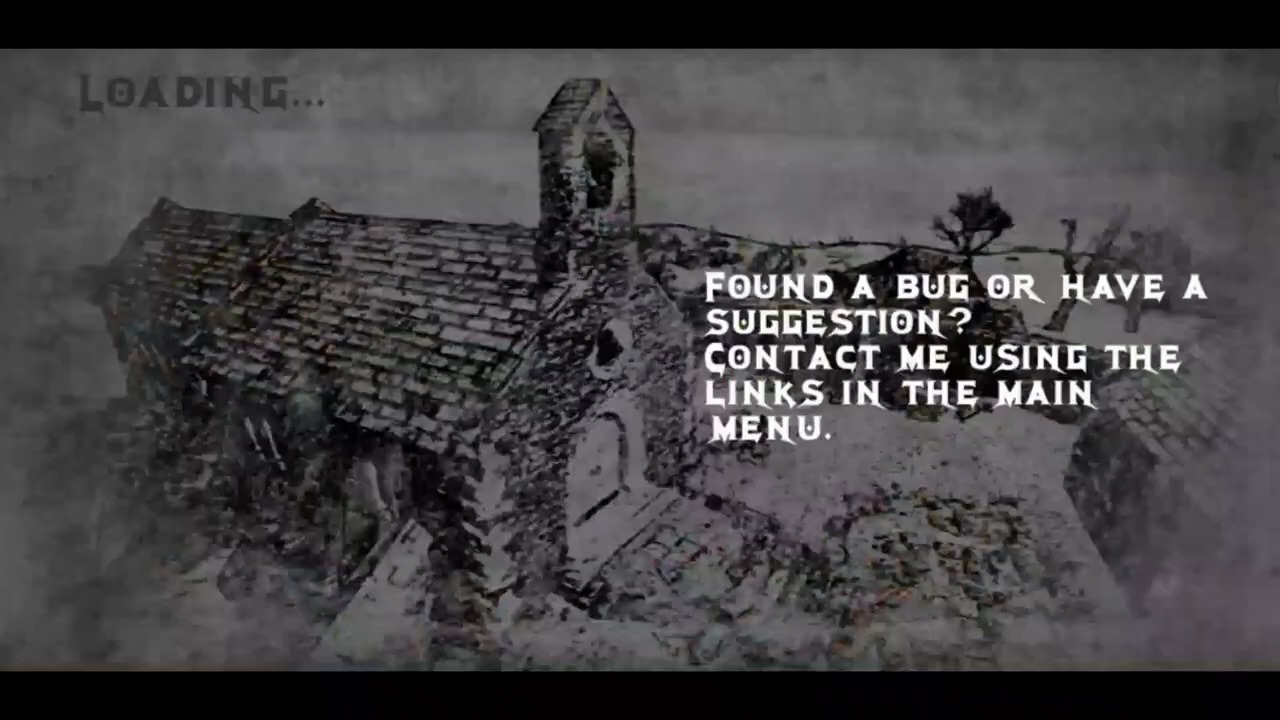 Loading...
Found a bug or have a
suggestion?
Contact me using the
links in the main
menu.